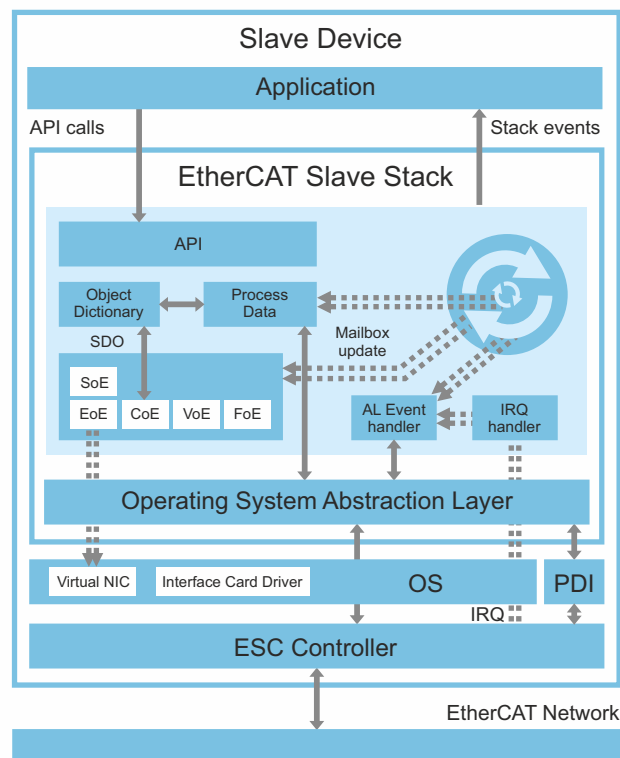 Slave Device
Application
API calls
Stack events
EtherCAT Slave Stack
API
Object
Dictionary
Process
Data
SDO
Mailbox
update
SoE
EoE
CoE
VoE
FoE
AL Event
handler
IRQ
handler
Operating System Abstraction Layer
Virtual NIC
Interface Card Driver
OS
PDI
IRQ
ESC Controller
EtherCAT Network